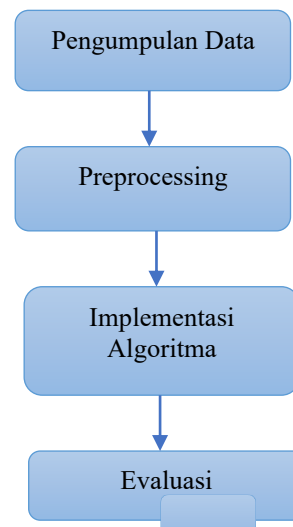 Pengumpulan Data
Preprocessing
Implementasi
Algoritma
Evaluasi